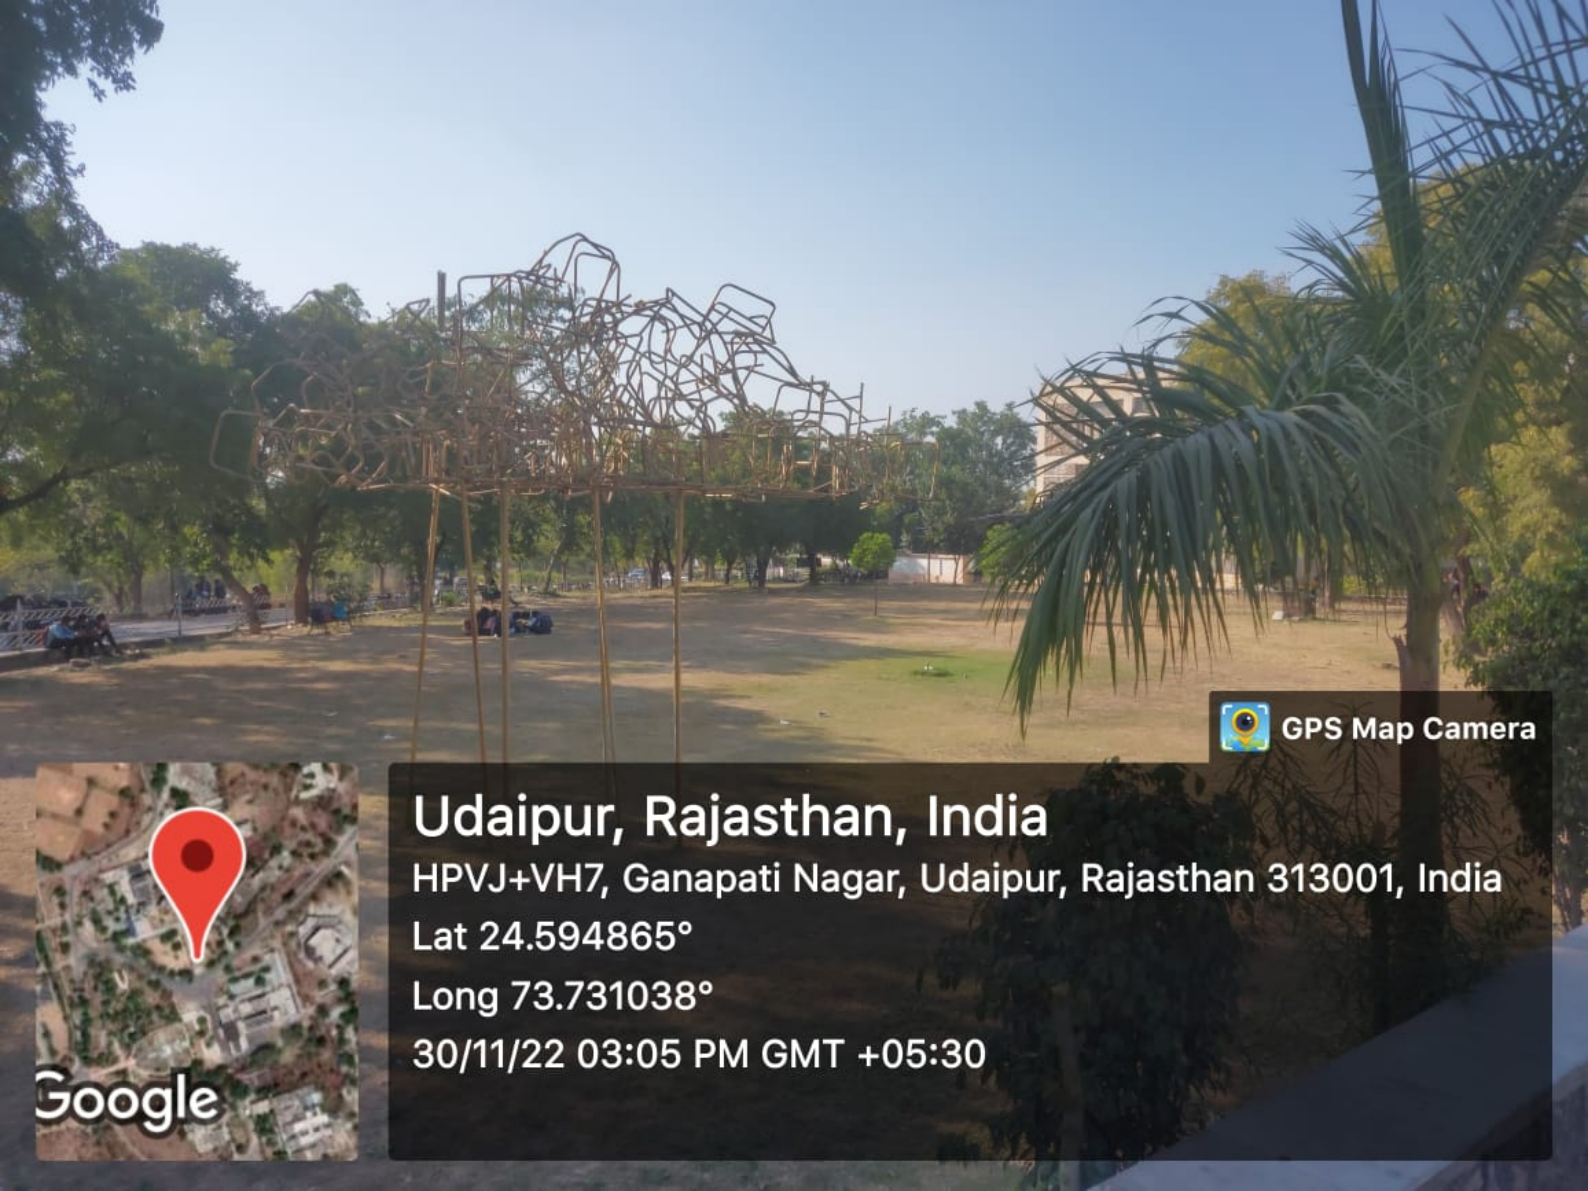 GPS Map Camera
Udaipur, Rajasthan, India
HPVJ+VH7, Ganapati Nagar, Udaipur, Rajasthan 313001, India
Lat 24.594865°
Long 73.731038°
30/11/22 03:05 PM GMT +05:30
Google